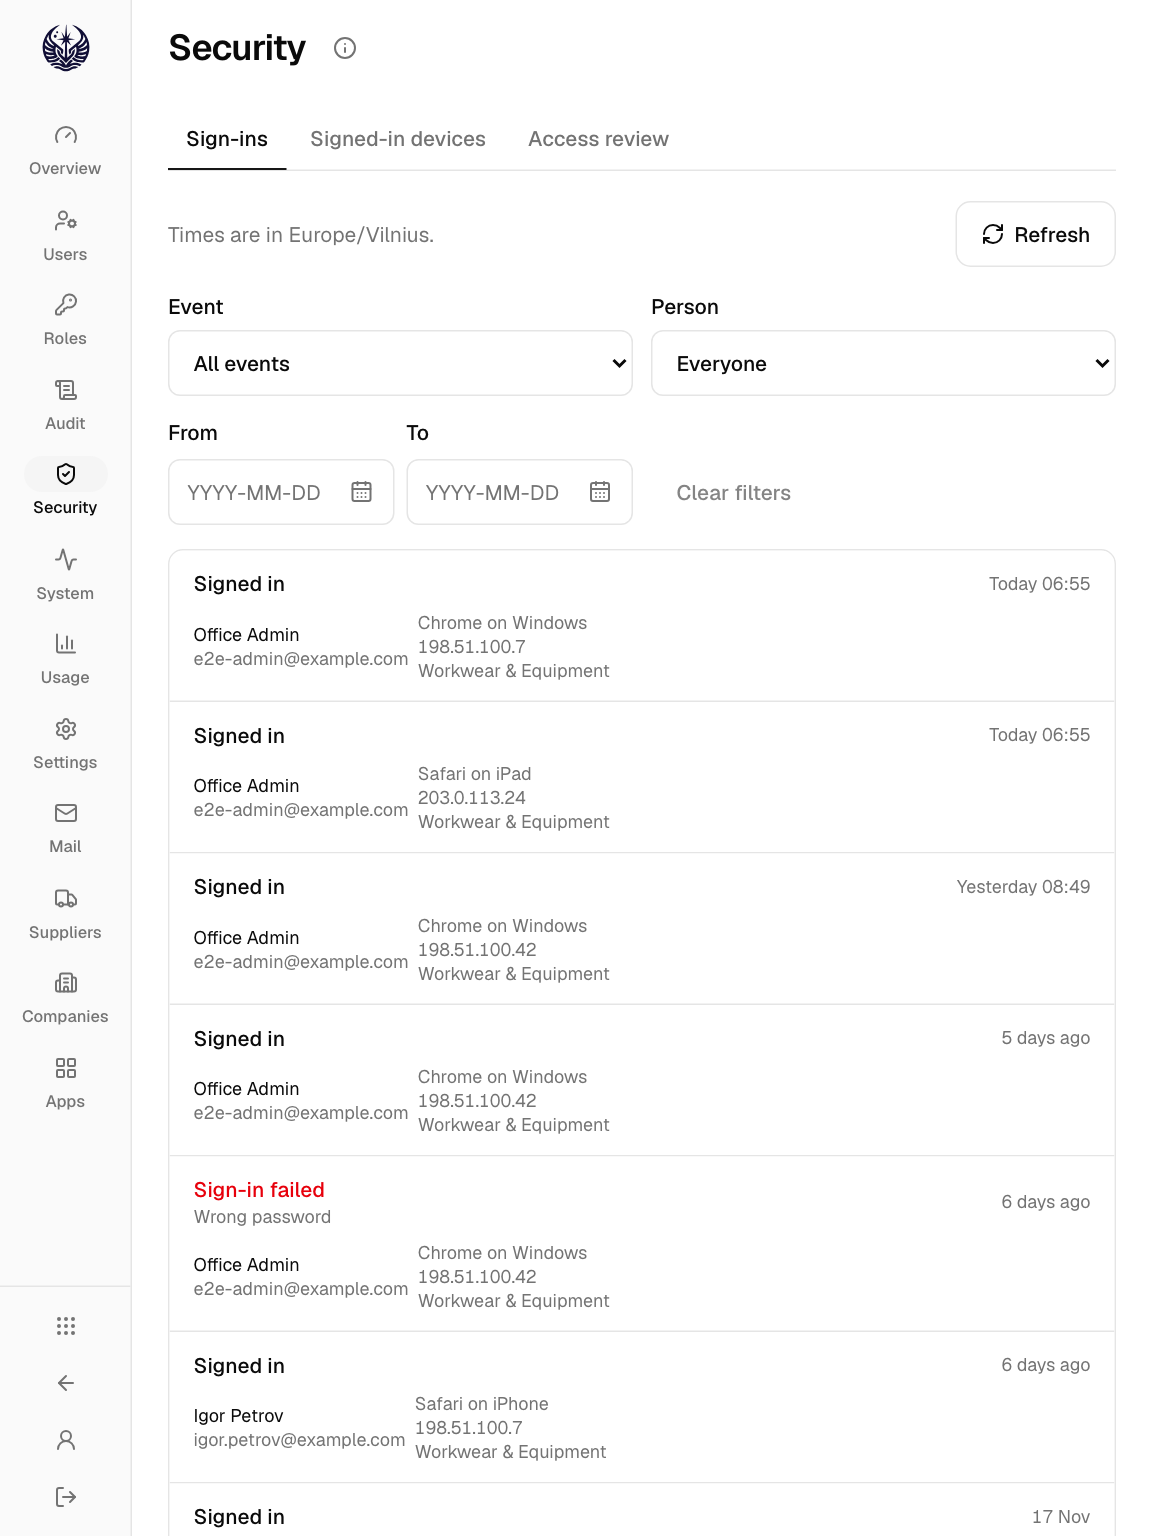 Security
Overview
Users
Roles
Audit
Security
System
Usage
Settings
Mail
Suppliers
Companies
Apps
Sign-ins
Signed-in devices
Access review
Times are in Europe/Vilnius.
Refresh
Event
Person
All events
Everyone
From
To
YYYY-MM-DD
YYYY-MM-DD
Clear filters
Signed in
Today 06:55
Office Admin
e2e-admin@example.com
Chrome on Windows
198.51.100.7
Workwear & Equipment
Signed in
Today 06:55
Office Admin
e2e-admin@example.com
Safari on iPad
203.0.113.24
Workwear & Equipment
Signed in
Yesterday 08:49
Office Admin
e2e-admin@example.com
Chrome on Windows
198.51.100.42
Workwear & Equipment
Signed in
5 days ago
Office Admin
e2e-admin@example.com
Chrome on Windows
198.51.100.42
Workwear & Equipment
Sign-in failed
Wrong password
6 days ago
Office Admin
e2e-admin@example.com
Chrome on Windows
198.51.100.42
Workwear & Equipment
Signed in
6 days ago
Igor Petrov
igor.petrov@example.com
Safari on iPhone
198.51.100.7
Workwear & Equipment
Signed in
17 Nov